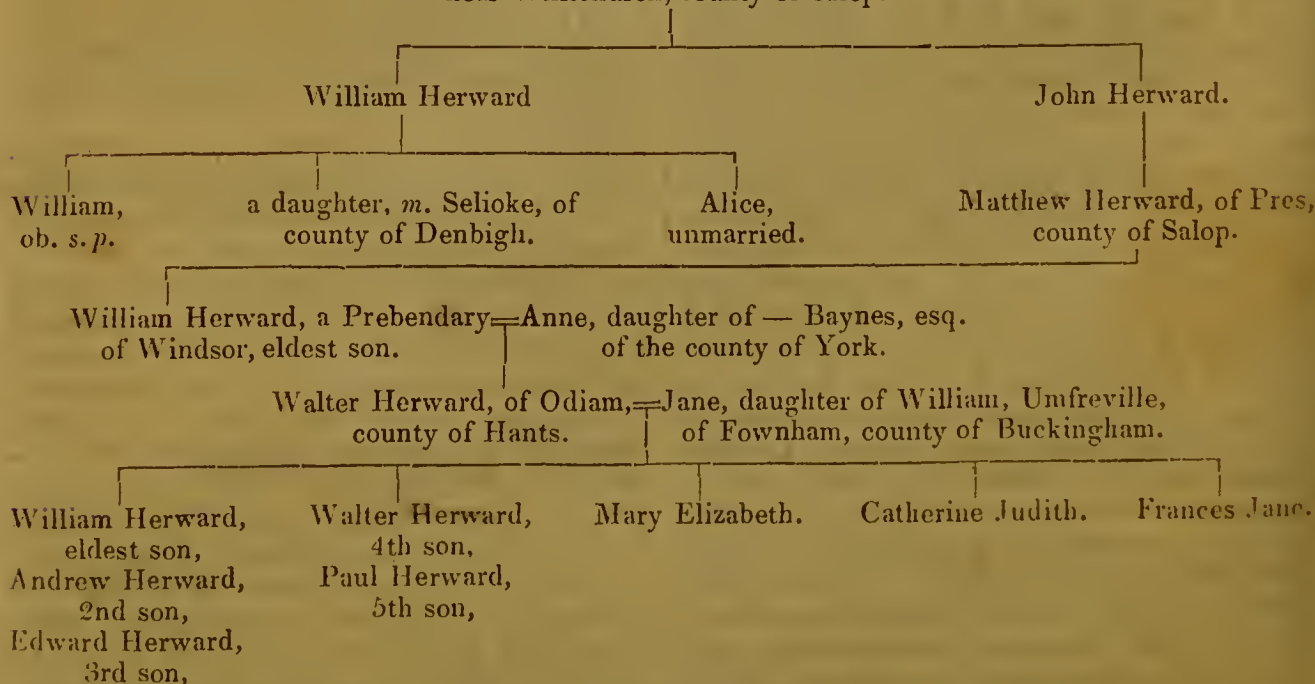 William Herward
John Herward.
William,
ob. s. p.
a daughter, m. Selioke, of
county of Denbigh.
Alice,
unmarried.
Matthew Herward, of Pres,
county of Salop.
William Herward, a Prebendary=Anne, daughter of — Baynes, esq.
of Windsor, eldest son.
of the county of York.
Walter Herward, of Odiam,=Jane, daughter of William, Umfreville,
county of Hants.
of Fownham, county of Buckingham.
William Herward,
eldest son,
Andrew Herward,
2nd son,
Edward Herward,
3rd son,
Walter Herward,
4th son,
Paul Herward,
5th son,
Mary Elizabeth.
Catherine Judith.
Frances Jane.